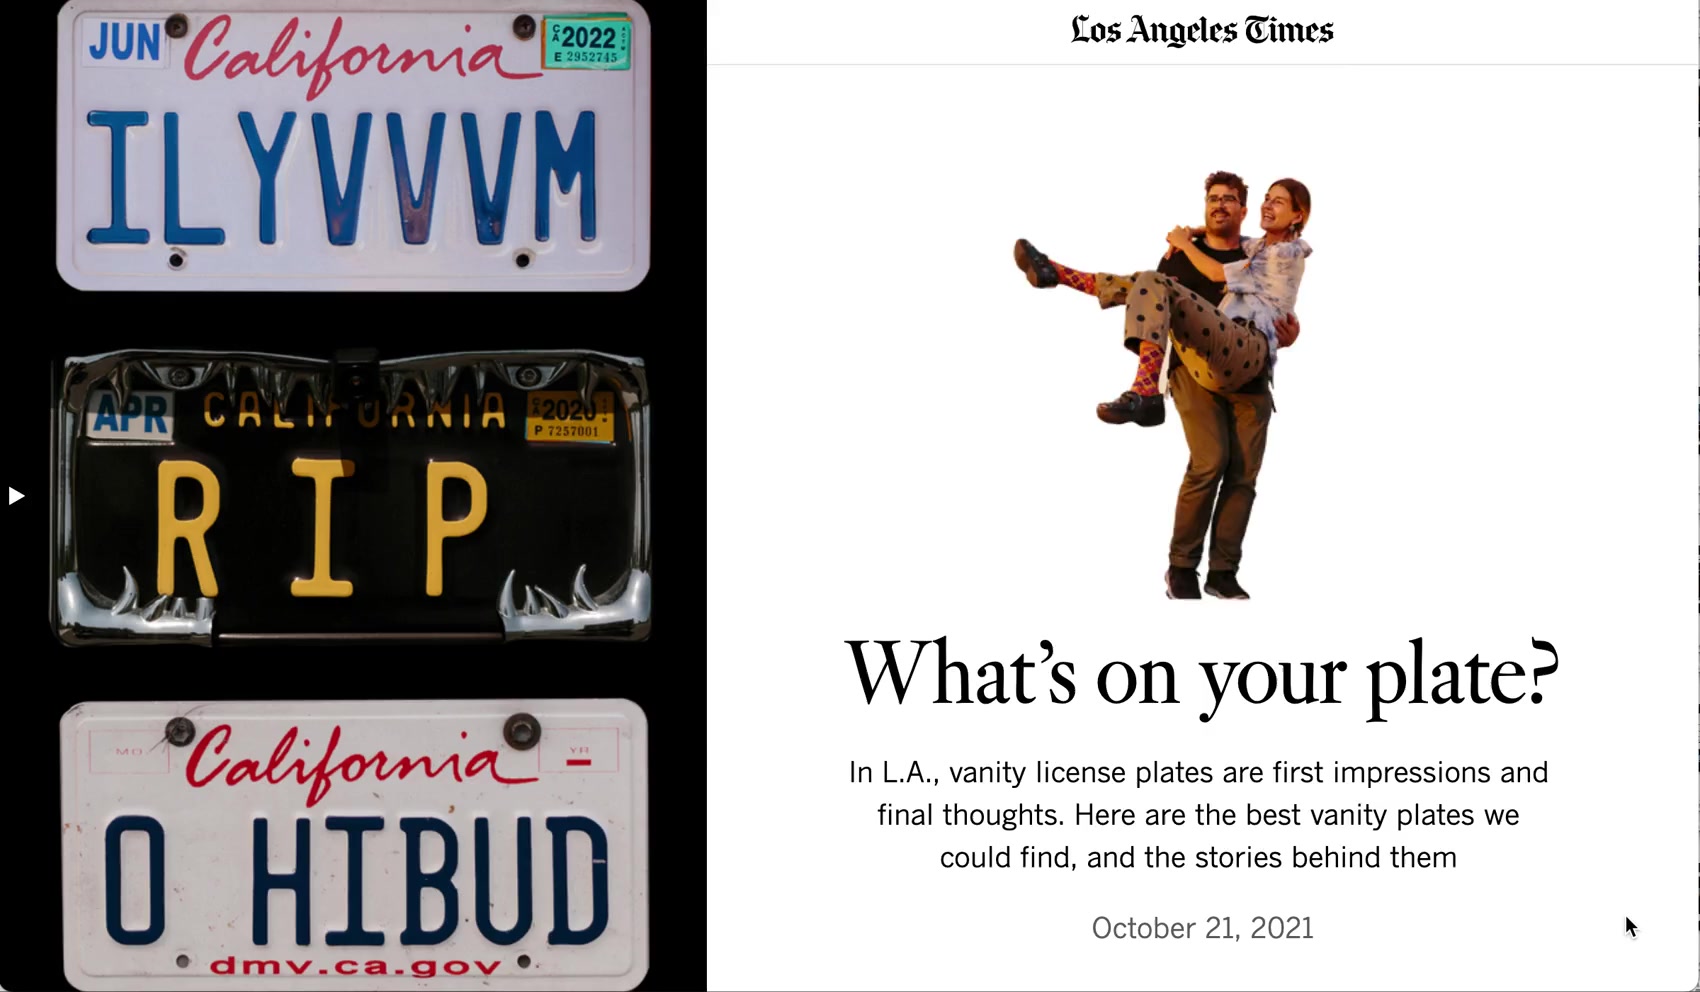 JUN
California
CA 2022
E 2952745
ILYVVVM
APR
CALIFORNIA
CA 2020
P 7257001
R I P
MO
California
YR
O HIBUD
dmv.ca.gov
Los Angeles Times
What's on your plate?
In L.A., vanity license plates are first impressions and
final thoughts. Here are the best vanity plates we
could find, and the stories behind them
October 21, 2021